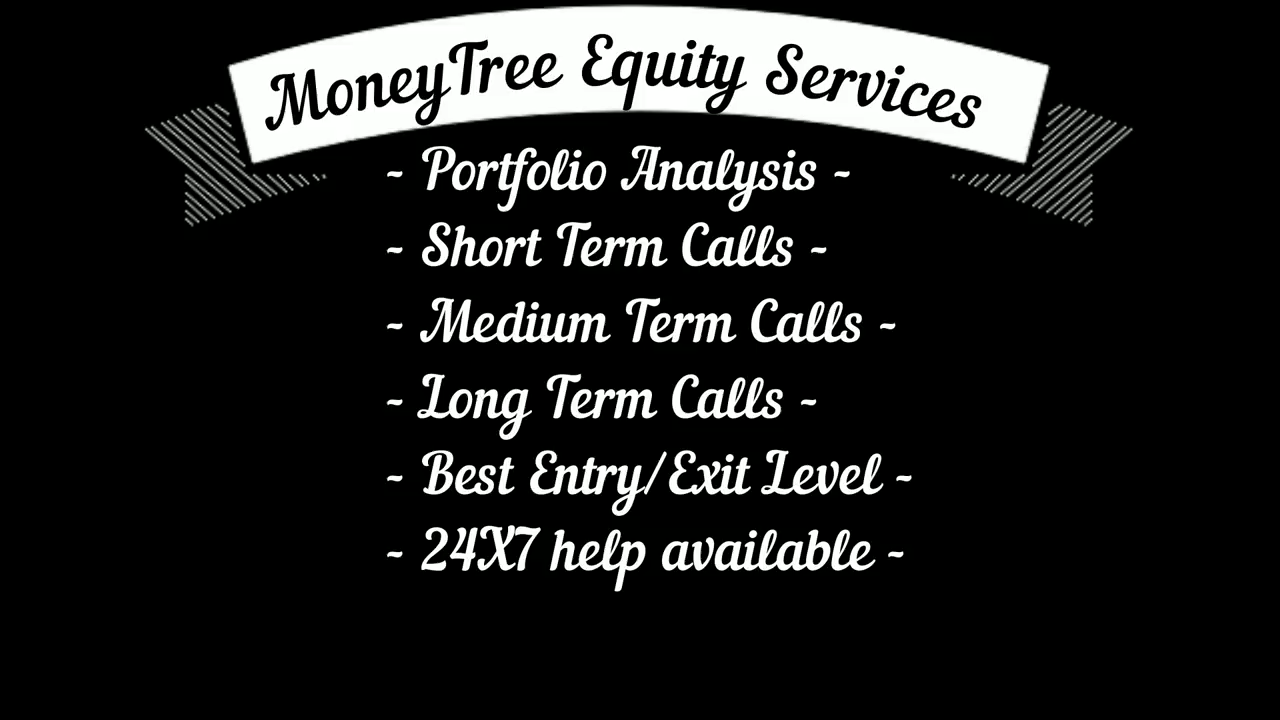 MoneyTree Equity Services
- Portfolio Analysis -
- Short Term Calls -
- Medium Term Calls -
- Long Term Calls -
- Best Entry/Exit Level -
- 24X7 help available -